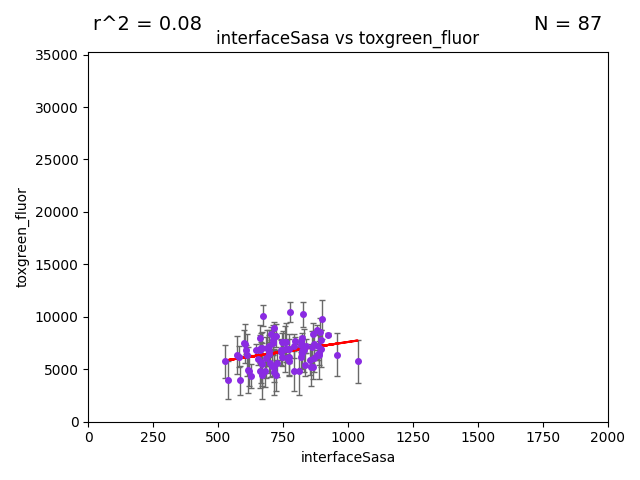 r^2 = 0.08
N = 87
interfaceSasa vs toxgreen_fluor
35000
30000
25000
20000
15000
10000
5000
0
toxgreen_fluor
0 250 500 750 1000 1250 1500 1750 2000
interfaceSasa